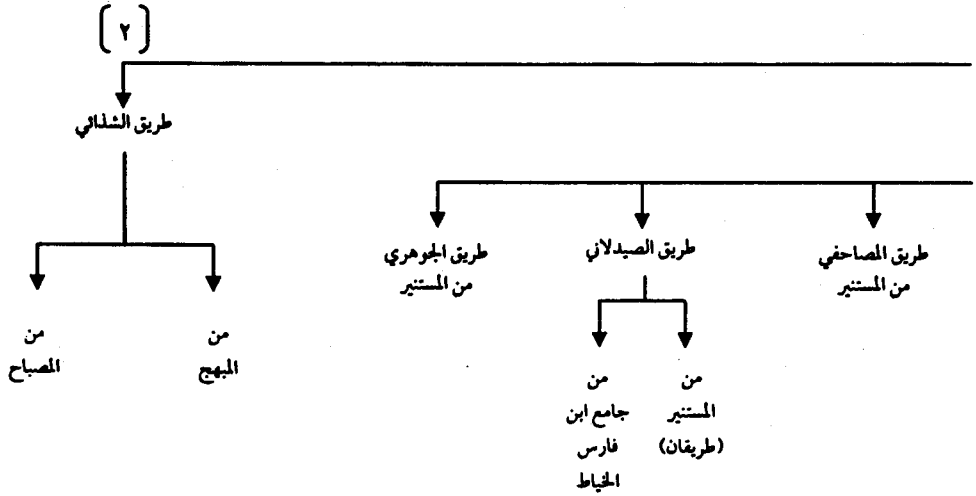 (٢)
طريق الشذائي
طريق المصاحفي
من المستنير
طريق الصيدلاني
طريق الجوهري
من المستنير
من
المبهج
من
المصباح
من
المستنير
(طريقان)
من
جامع ابن
فارس
الخياط